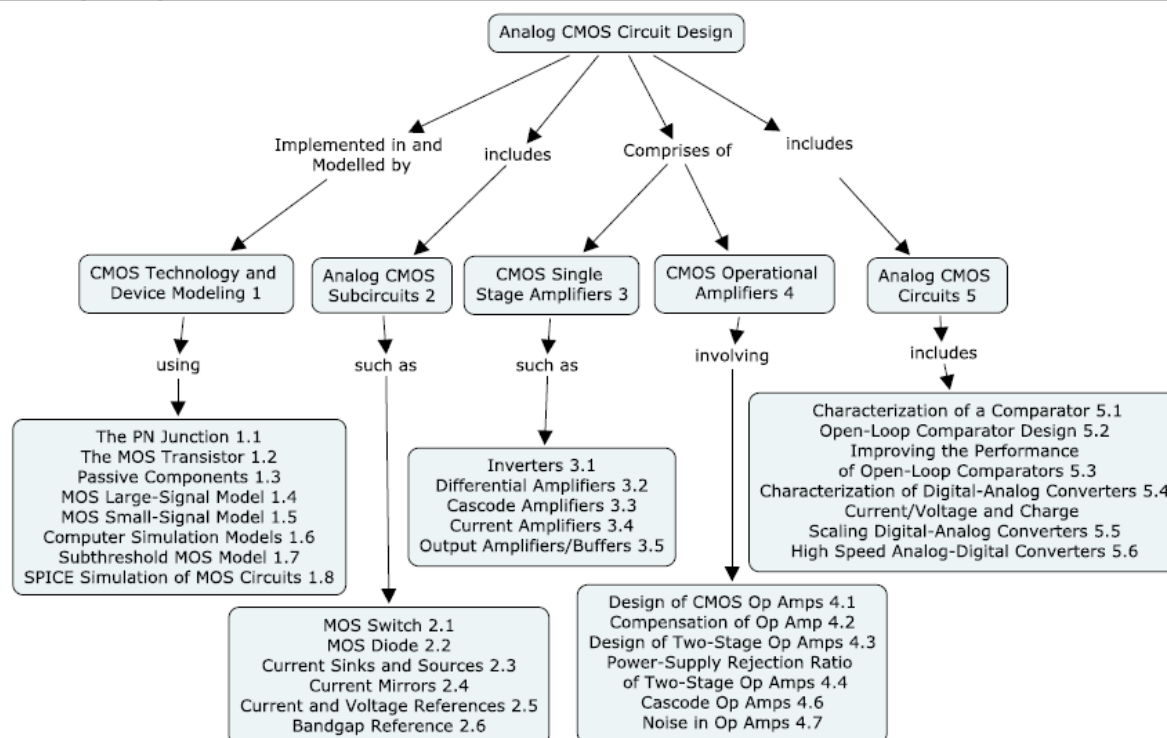 Analog CMOS Circuit Design
Implemented in and
Modelled by
includes
Comprises of
includes
CMOS Technology and
Device Modeling 1
Analog CMOS
Subcircuits 2
CMOS Single
Stage Amplifiers 3
CMOS Operational
Amplifiers 4
Analog CMOS
Circuits 5
using
such as
such as
involving
includes
The PN Junction 1.1
The MOS Transistor 1.2
Passive Components 1.3
MOS Large-Signal Model 1.4
MOS Small-Signal Model 1.5
Computer Simulation Models 1.6
Subthreshold MOS Model 1.7
SPICE Simulation of MOS Circuits 1.8
MOS Switch 2.1
MOS Diode 2.2
Current Sinks and Sources 2.3
Current Mirrors 2.4
Current and Voltage References 2.5
Bandgap Reference 2.6
Inverters 3.1
Differential Amplifiers 3.2
Cascode Amplifiers 3.3
Current Amplifiers 3.4
Output Amplifiers/Buffers 3.5
Design of CMOS Op Amps 4.1
Compensation of Op Amp 4.2
Design of Two-Stage Op Amps 4.3
Power-Supply Rejection Ratio
of Two-Stage Op Amps 4.4
Cascode Op Amps 4.6
Noise in Op Amps 4.7
Characterization of a Comparator 5.1
Open-Loop Comparator Design 5.2
Improving the Performance
of Open-Loop Comparators 5.3
Characterization of Digital-Analog Converters 5.4
Current/Voltage and Charge
Scaling Digital-Analog Converters 5.5
High Speed Analog-Digital Converters 5.6